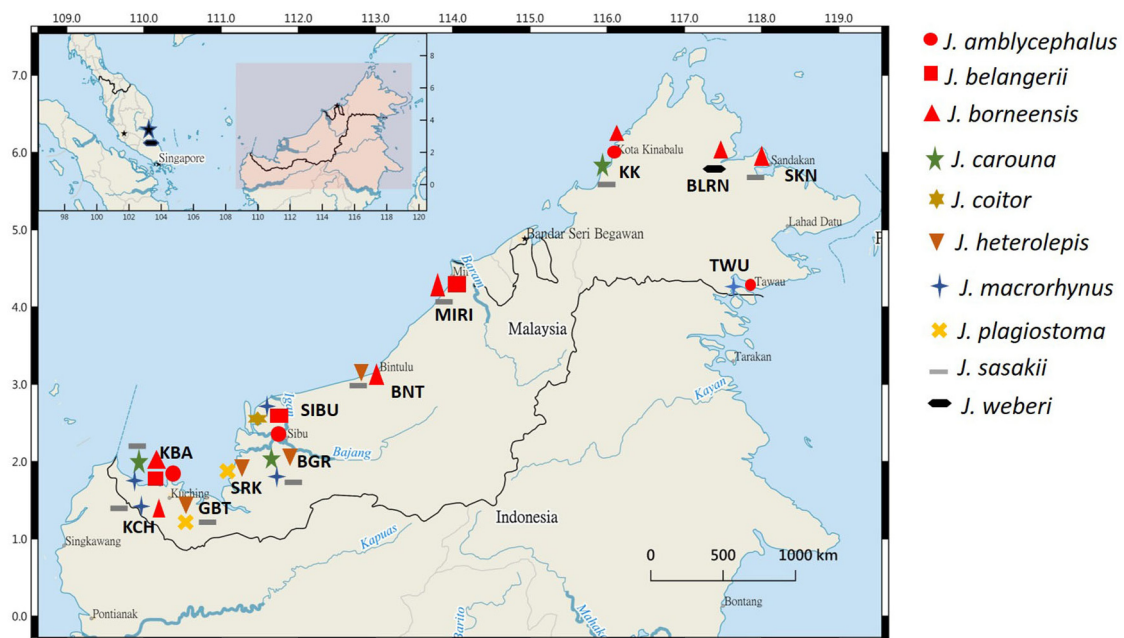 109.0 110.0 111.0 112.0 113.0 114.0 115.0 116.0 117.0 118.0 119.0
7.0
6.0
5.0
4.0
3.0
2.0
1.0
0.0
8
6
4
2
0
98 100 102 104 106 108 110 112 114 116 118 120
Singapore
Kota Kinabalu
KK
BLRN
Sandakan
SKN
Lahad Datu
Bandar Seri Begawan
TWU
Tawau
Baram
MIRI
Malaysia
Tarakan
Bintulu
BNT
Kayan
SIBU
Sibu
Bajang
KBA
BGR
SRK
Kuching
GBT
KCH
Indonesia
Kapuas
Singkawang
0 500 1000 km
Pontianak
Bontang
Barito
J. amblycephalus
J. belangerii
J. borneensis
J. carouna
J. coitor
J. heterolepis
J. macrorhynus
J. plagiostoma
J. sasakii
J. weberi